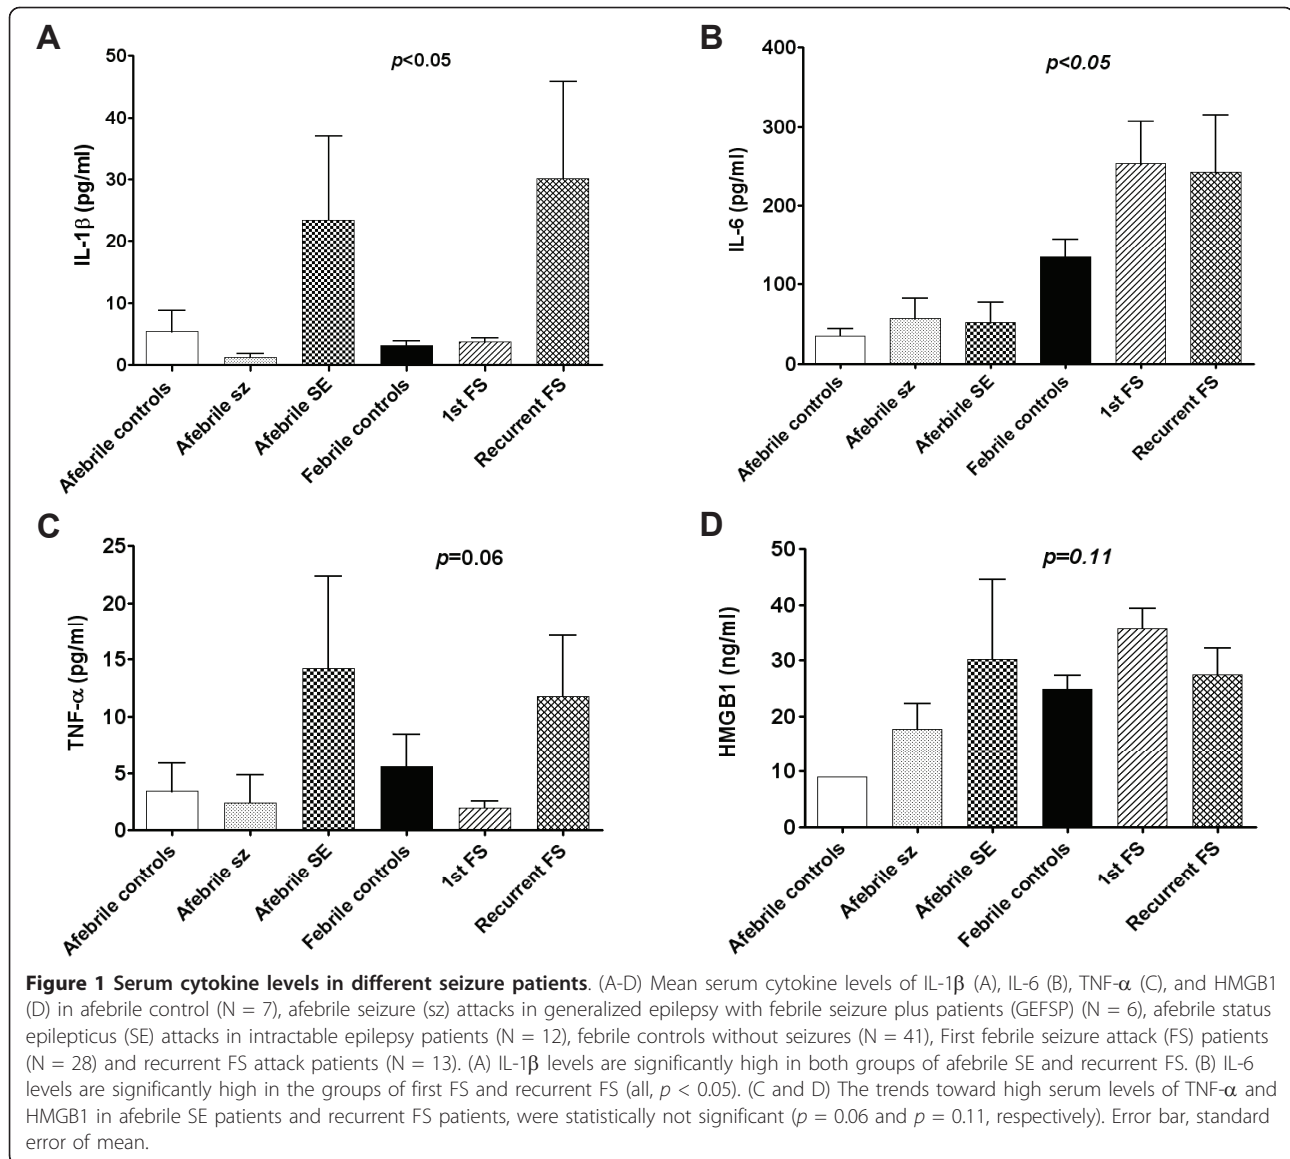 A
p<0.05
IL-1β (pg/ml)
50
40
30
20
10
0
Afebrile controls
Afebrile sz
Afebrile SE
Febrile controls
1st FS
Recurrent FS
B
p<0.05
IL-6 (pg/ml)
400
300
200
100
0
Afebrile controls
Afebrile sz
Aferbirle SE
Febrile controls
1st FS
Recurrent FS
C
p=0.06
TNF-α (pg/ml)
25
20
15
10
5
0
Afebrile controls
Afebrile sz
Afebrile SE
Febrile controls
1st FS
Recurrent FS
D
p=0.11
HMGB1 (ng/ml)
50
40
30
20
10
0
Afebrile controls
Afebrile sz
Afebrile SE
Febrile controls
1st FS
Recurrent FS
Figure 1 Serum cytokine levels in different seizure patients. (A-D) Mean serum cytokine levels of IL-1β (A), IL-6 (B), TNF-α (C), and HMGB1
(D) in afebrile control (N = 7), afebrile seizure (sz) attacks in generalized epilepsy with febrile seizure plus patients (GEFSP) (N = 6), afebrile status
epilepticus (SE) attacks in intractable epilepsy patients (N = 12), febrile controls without seizures (N = 41), First febrile seizure attack (FS) patients
(N = 28) and recurrent FS attack patients (N = 13). (A) IL-1β levels are significantly high in both groups of afebrile SE and recurrent FS. (B) IL-6
levels are significantly high in the groups of first FS and recurrent FS (all, p < 0.05). (C and D) The trends toward high serum levels of TNF-α and
HMGB1 in afebrile SE patients and recurrent FS patients, were statistically not significant (p = 0.06 and p = 0.11, respectively). Error bar, standard
error of mean.